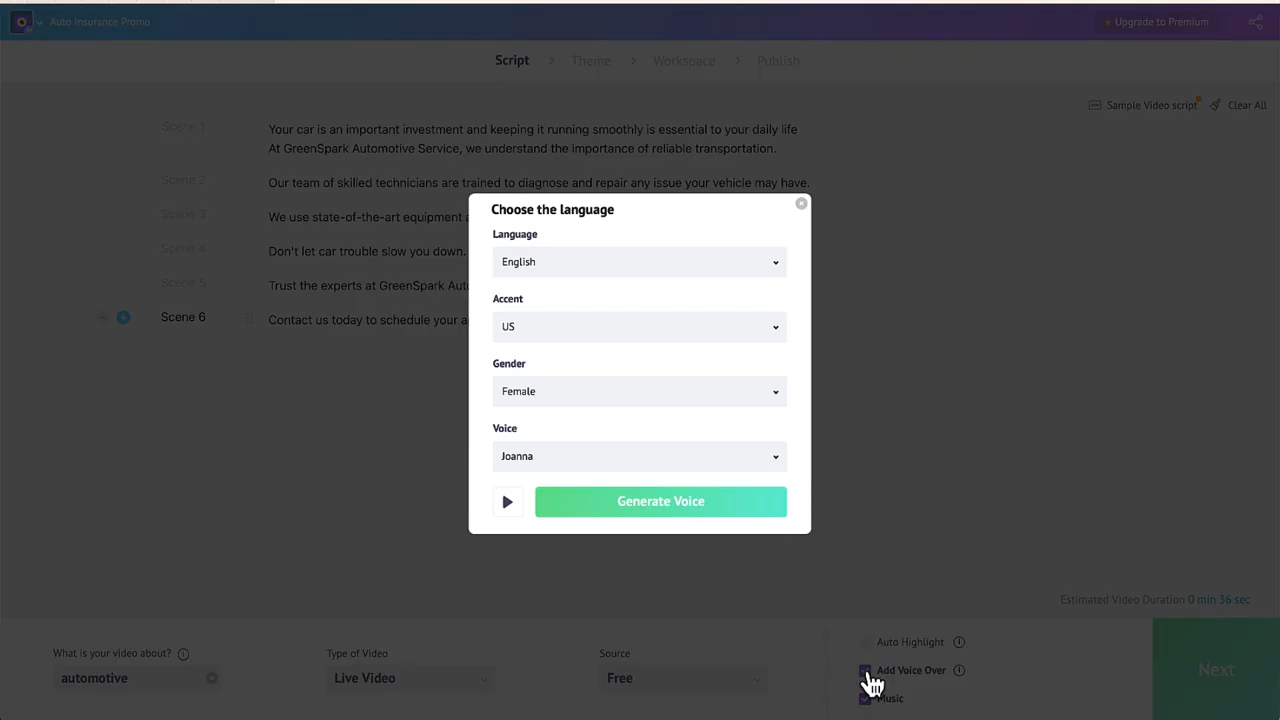 Auto Insurance Promo
Upgrade to Premium
Script > Theme > Workspace > Publish
Sample Video script
Clear All
Scene 1
Your car is an important investment and keeping it running smoothly is essential to your daily life
At GreenSpark Automotive Service, we understand the importance of reliable transportation.
Scene 2
Our team of skilled technicians are trained to diagnose and repair any issue your vehicle may have.
Scene 3
We use state-of-the-art equipment
Scene 4
Don't let car trouble slow you down.
Scene 5
Trust the experts at GreenSpark
Scene 6
Contact us today to schedule your
Choose the language
Language
English
Accent
US
Gender
Female
Voice
Joanna
Generate Voice
Estimated Video Duration 0 min 36 sec
What is your video about?
automotive
Type of Video
Live Video
Source
Free
Auto Highlight
Add Voice Over
Music
Next